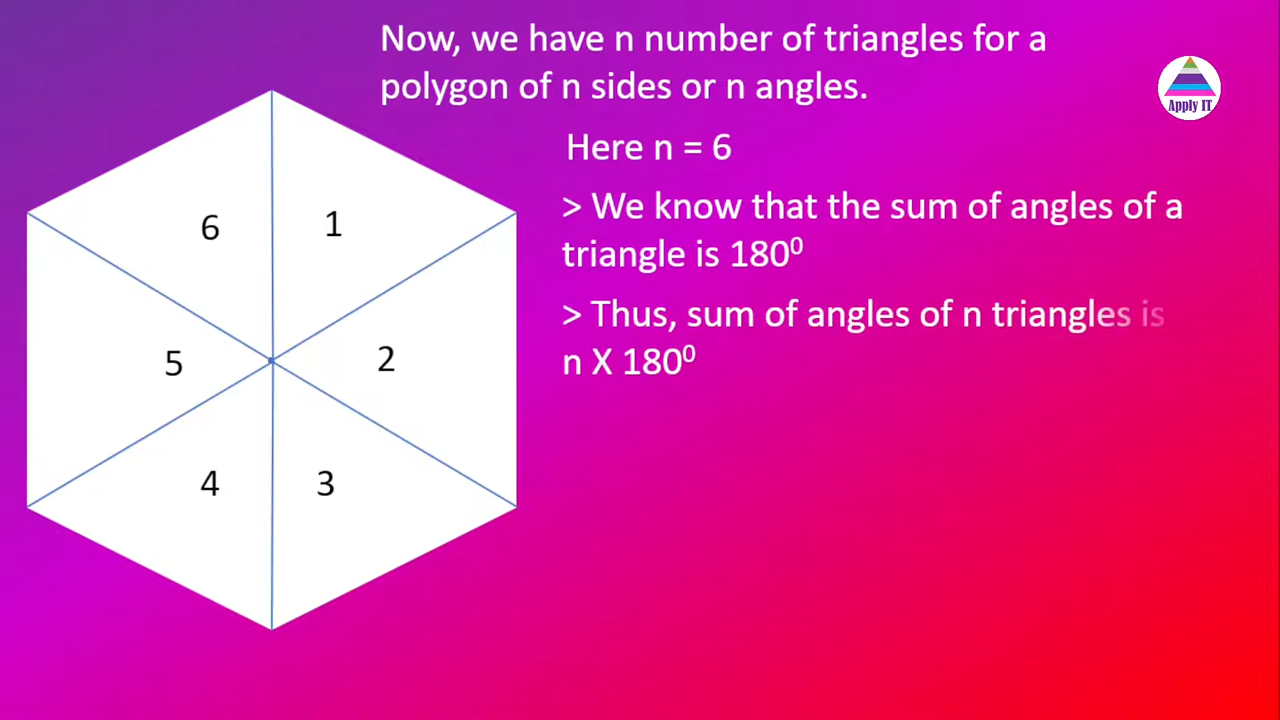 Now, we have n number of triangles for a
polygon of n sides or n angles.
Apply IT
Here n = 6
> We know that the sum of angles of a
triangle is 180⁰
> Thus, sum of angles of n triangles is
n X 180⁰
6
1
5
2
4
3